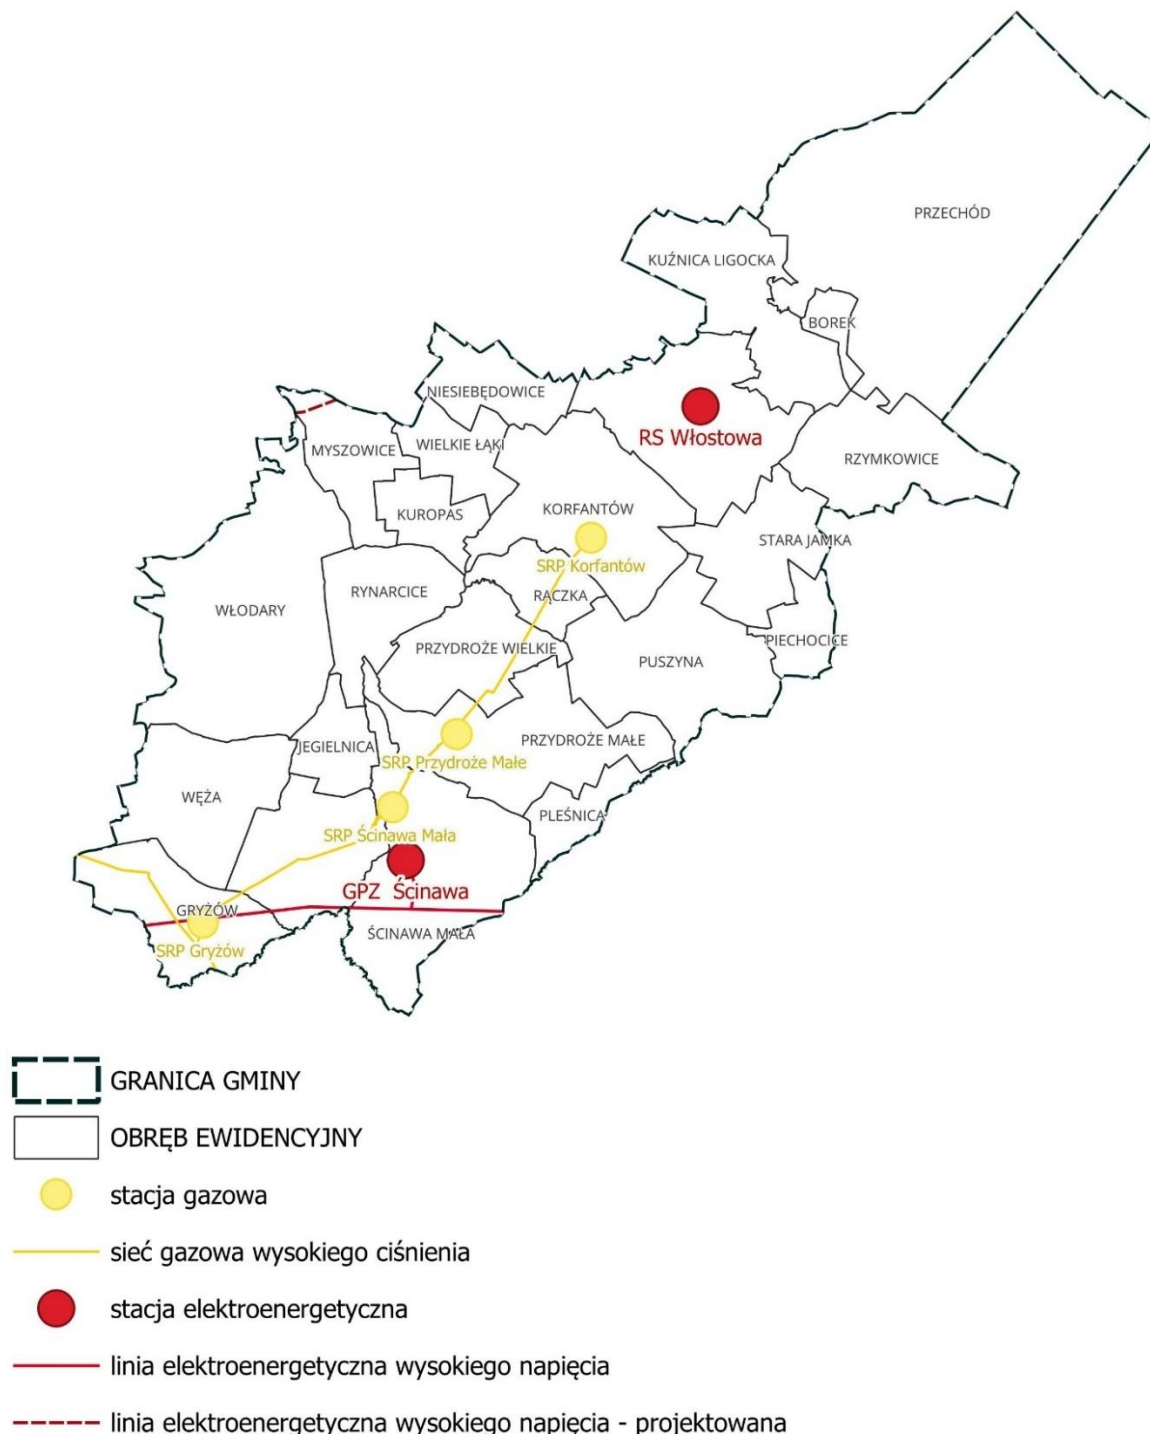 PRZECHÓD
KUŹNICA LIGOCKA
BOREK
NIESIEBĘDOWICE
RS Włostowa
WIELKIE ŁĄKI
MYSZOWICE
RZYMKOWICE
KORFANTÓW
KUROPAS
STARA JAMKA
SRP Korfantów
RYNARCICE
RĄCZKA
WŁODARY
PIECHOCICE
PRZYDROŻE WIELKIE
PUSZYNA
PRZYDROŻE MAŁE
JEGIELNICA
SRP Przydroże Małe
WĘŻA
PLEŚNICA
SRP Ścinawa Mała
GPZ Ścinawa
GRYŻÓW
ŚCINAWA MAŁA
SRP Gryżów
GRANICA GMINY
OBRĘB EWIDENCYJNY
stacja gazowa
sieć gazowa wysokiego ciśnienia
stacja elektroenergetyczna
linia elektroenergetyczna wysokiego napięcia
linia elektroenergetyczna wysokiego napięcia - projektowana